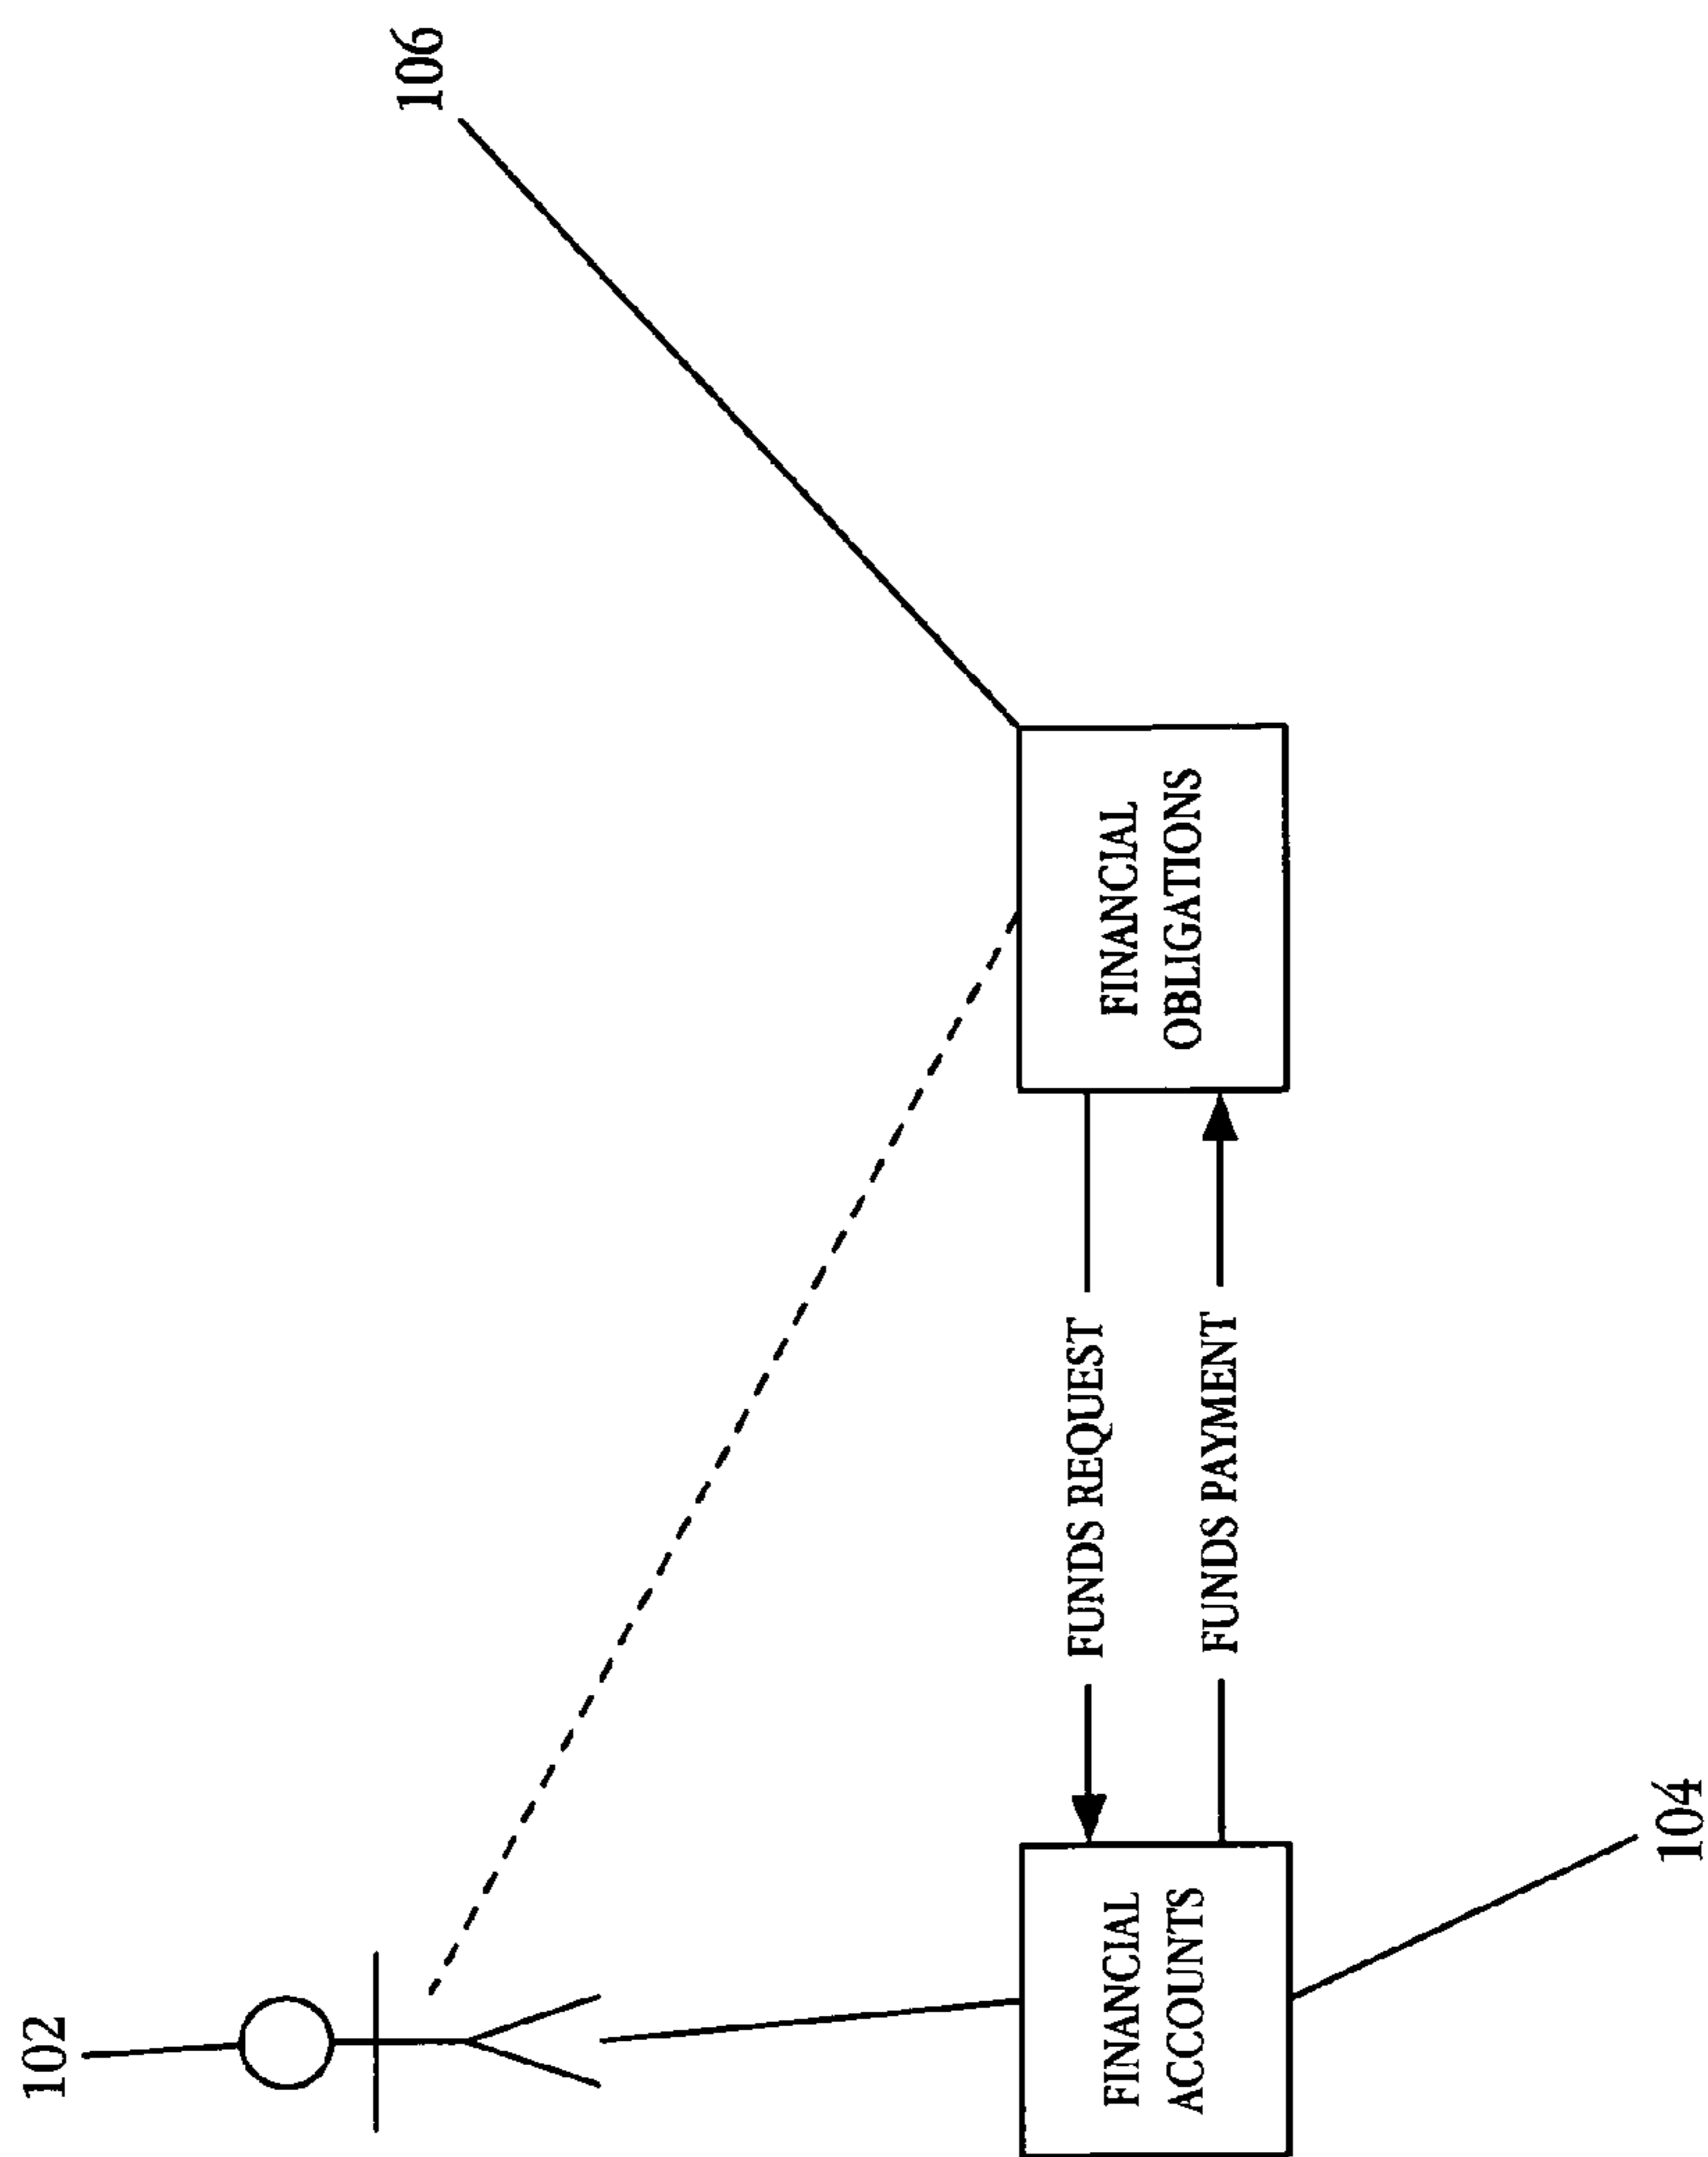 102
106
FINANCIAL
ACCOUNTS
FUNDS REQUEST
FUNDS PAYMENT
FINANCIAL
OBLIGATIONS
104